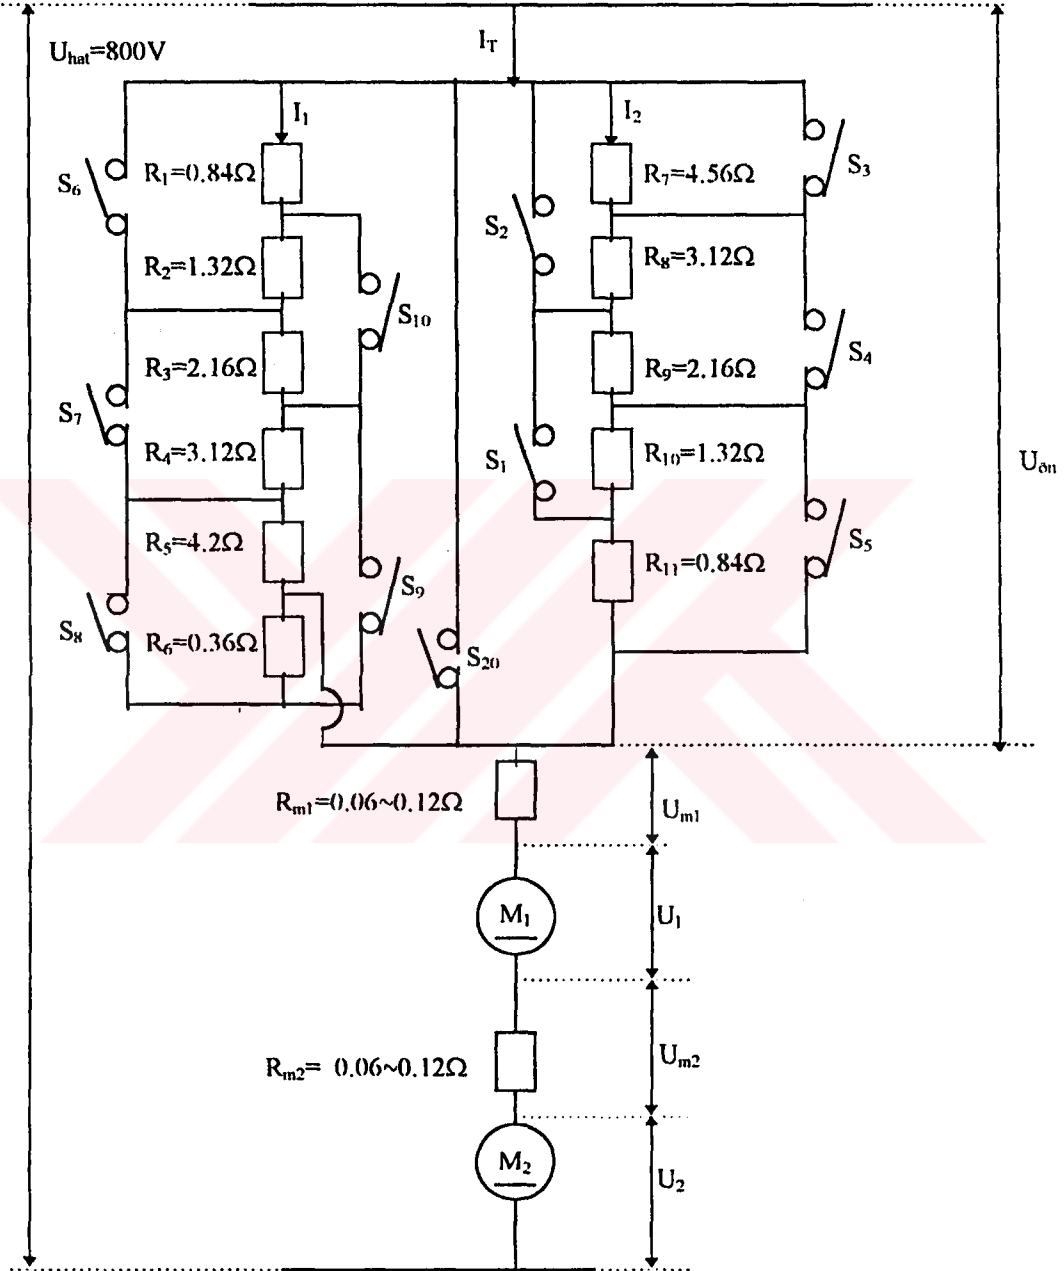 U_hat=800V
I_T
I_1
I_2
S_6
R_1=0.84Ω
R_7=4.56Ω
S_3
S_2
R_2=1.32Ω
R_8=3.12Ω
S_10
R_3=2.16Ω
R_9=2.16Ω
S_4
S_7
R_4=3.12Ω
S_1
R_10=1.32Ω
U_ön
R_5=4.2Ω
R_11=0.84Ω
S_5
S_9
S_8
R_6=0.36Ω
S_20
R_m1=0.06~0.12Ω
U_m1
M_1
U_1
R_m2= 0.06~0.12Ω
U_m2
M_2
U_2